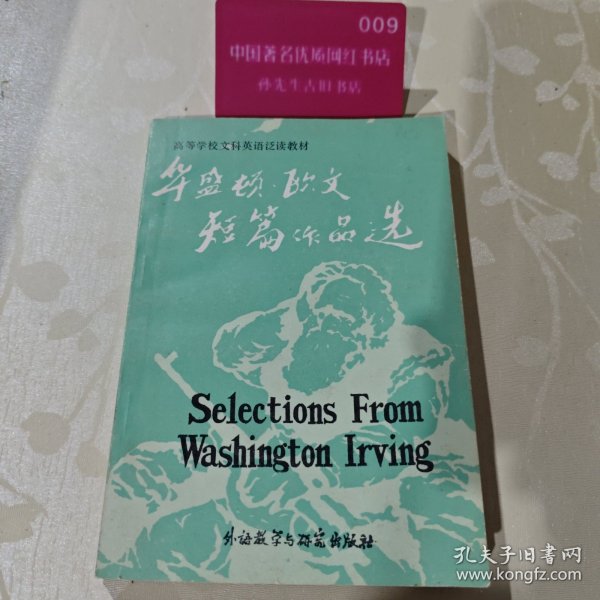 009
中国著名优质网红书店
孙先生古旧书店
高等学校文科英语泛读教材
华盛顿·欧文
短篇作品选
Selections From
Washington Irving
外语教学与研究出版社
孔夫子旧书网
www.kongfz.com